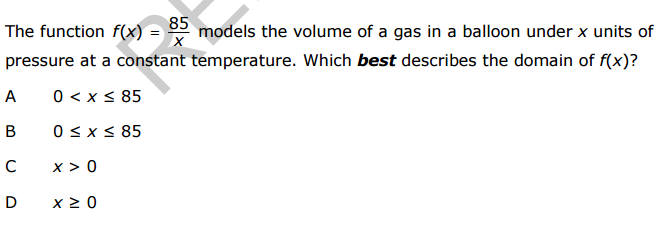 The function f(x) = 85/x models the volume of a gas in a balloon under x units of
pressure at a constant temperature. Which best describes the domain of f(x)?
A 0 < x ≤ 85
B 0 ≤ x ≤ 85
C x > 0
D x ≥ 0